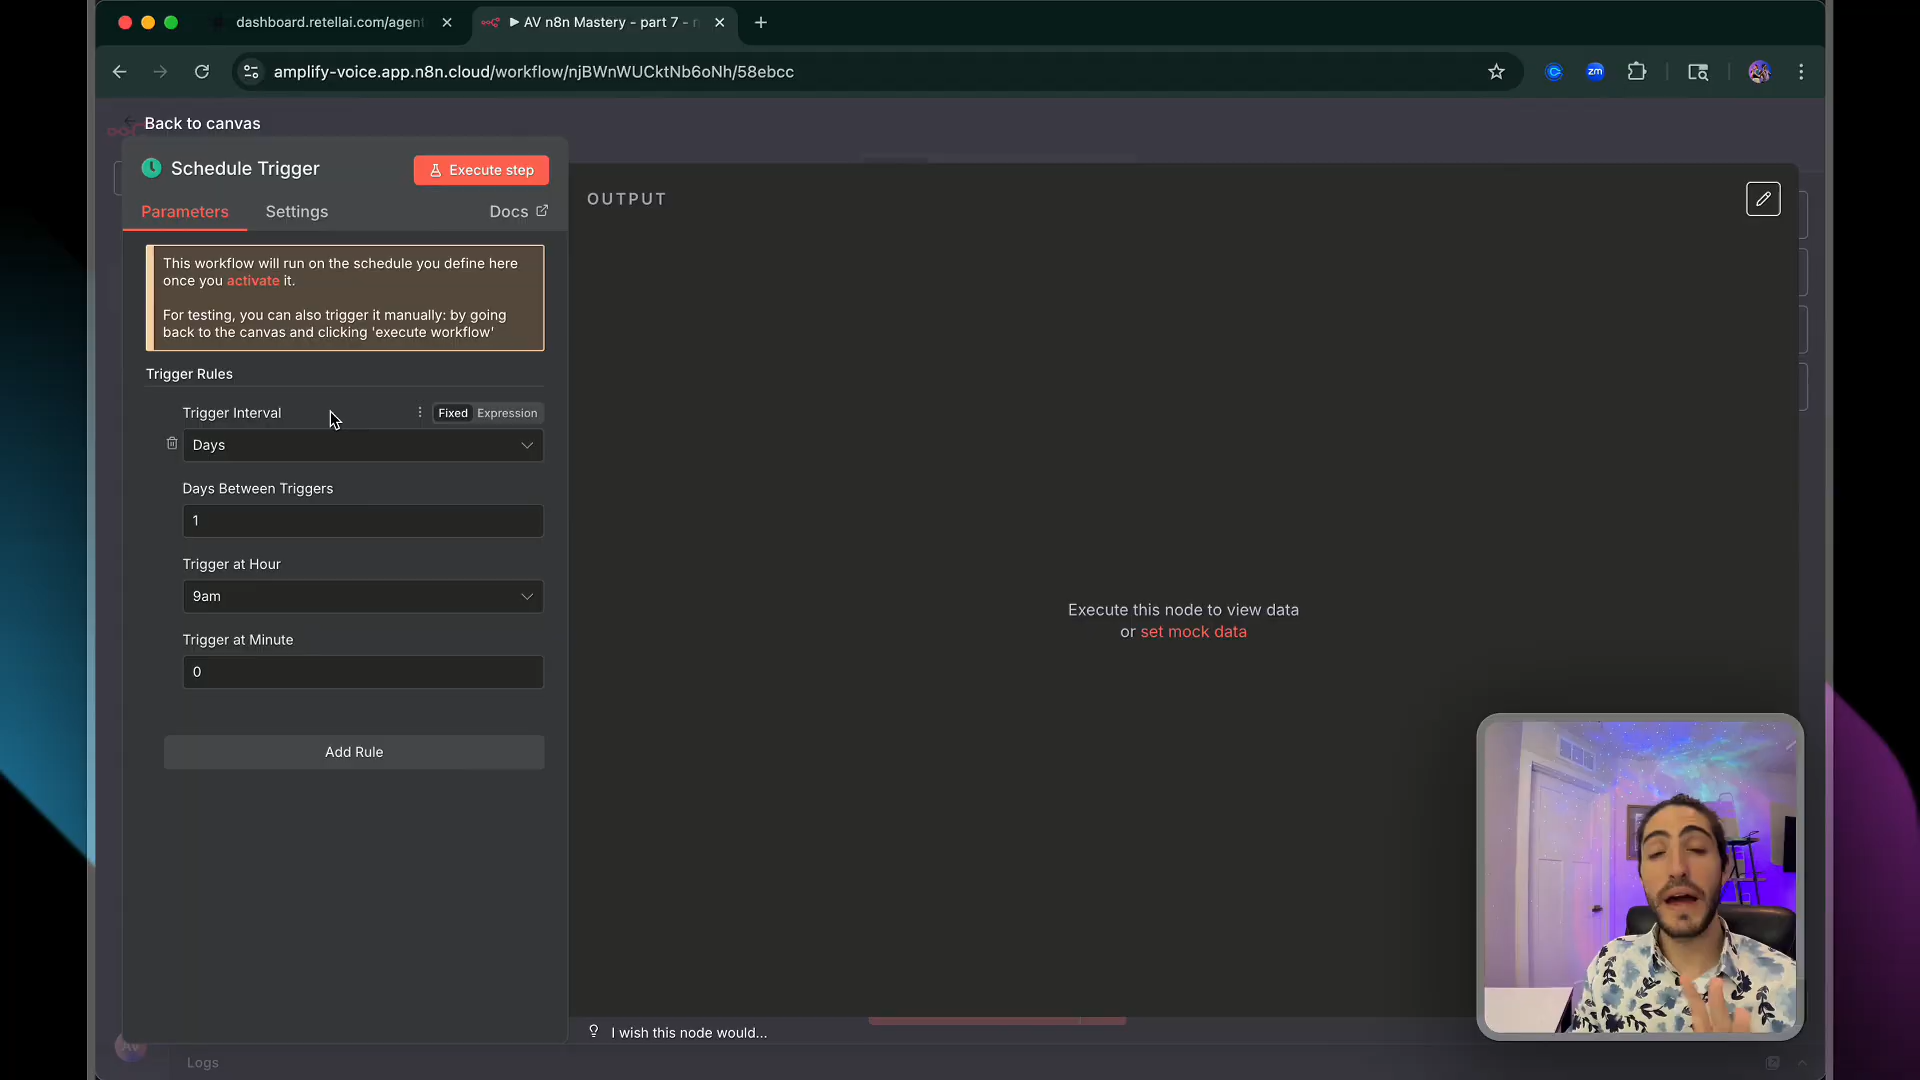 dashboard.retellai.com/agent
AV n8n Mastery - part 7 - n
amplify-voice.app.n8n.cloud/workflow/njBWnWUCktNb6oNh/58ebcc
zm
Back to canvas
Schedule Trigger
Execute step
Parameters
Settings
Docs
OUTPUT
This workflow will run on the schedule you define here
once you activate it.
For testing, you can also trigger it manually: by going
back to the canvas and clicking 'execute workflow'
Trigger Rules
Trigger Interval
Fixed
Expression
Days
Days Between Triggers
1
Trigger at Hour
9am
Trigger at Minute
0
Add Rule
Execute this node to view data
or set mock data
I wish this node would...
Logs